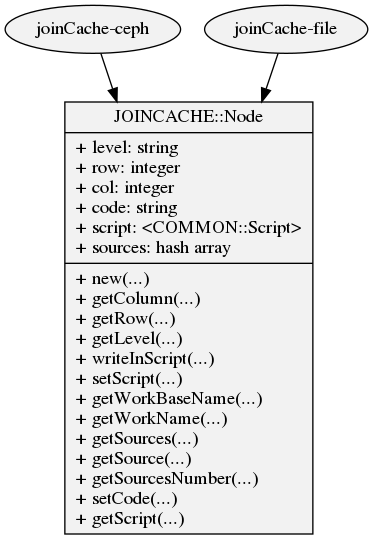 joinCache-ceph
joinCache-file
JOINCACHE::Node
+ level: string
+ row: integer
+ col: integer
+ code: string
+ script: <COMMON::Script>
+ sources: hash array
+ new(...)
+ getColumn(...)
+ getRow(...)
+ getLevel(...)
+ writeInScript(...)
+ setScript(...)
+ getWorkBaseName(...)
+ getWorkName(...)
+ getSources(...)
+ getSource(...)
+ getSourcesNumber(...)
+ setCode(...)
+ getScript(...)